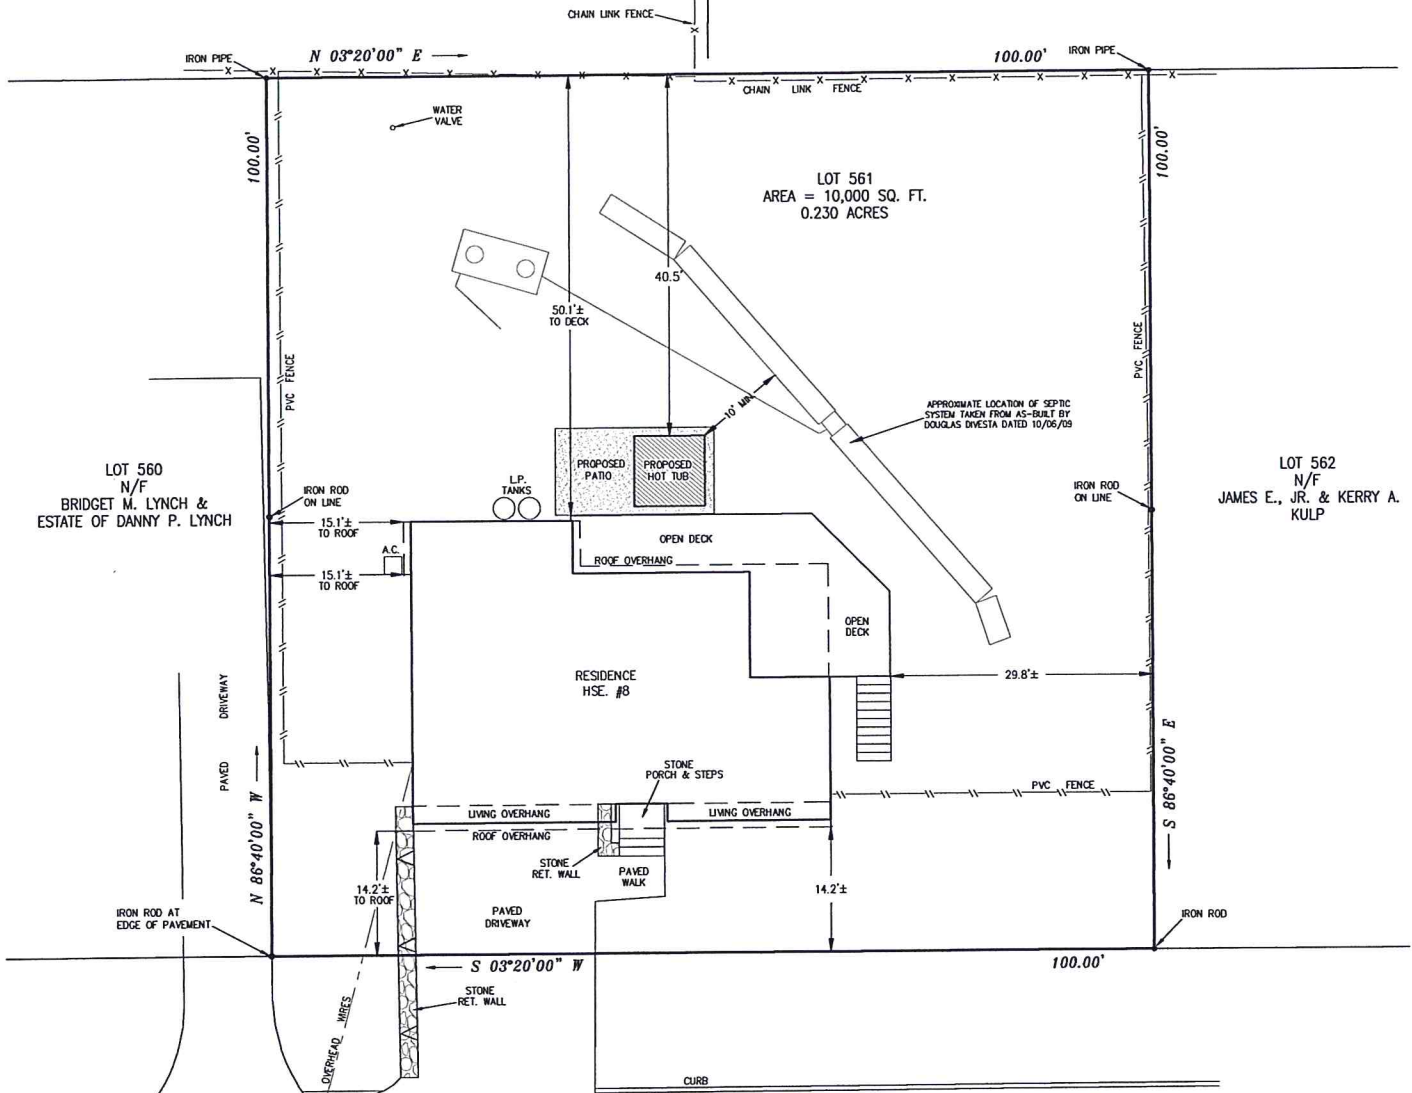 CHAIN LINK FENCE
IRON PIPE
N 03°20'00" E
100.00'
IRON PIPE
CHAIN LINK FENCE
WATER
VALVE
100.00'
100.00'
LOT 561
AREA = 10,000 SQ. FT.
0.230 ACRES
40.5'
50.1'±
TO DECK
PVC FENCE
PVC FENCE
10' MIN
APPROXIMATE LOCATION OF SEPTIC
SYSTEM TAKEN FROM AS-BUILT BY
DOUGLAS DIVESTA DATED 10/06/09
LOT 560
N/F
BRIDGET M. LYNCH &
ESTATE OF DANNY P. LYNCH
PROPOSED
PATIO
PROPOSED
HOT TUB
LOT 562
N/F
JAMES E., JR. & KERRY A.
KULP
L.P.
TANKS
IRON ROD
ON LINE
IRON ROD
ON LINE
15.1'±
TO ROOF
A.C.
15.1'±
TO ROOF
OPEN DECK
ROOF OVERHANG
OPEN
DECK
RESIDENCE
HSE. #8
29.8'±
PAVED DRIVEWAY
N 86°40'00" W
S 86°40'00" E
STONE
PORCH & STEPS
PVC FENCE
LIVING OVERHANG
LIVING OVERHANG
ROOF OVERHANG
STONE
RET. WALL
PAVED
WALK
14.2'±
TO ROOF
14.2'±
PAVED
DRIVEWAY
IRON ROD AT
EDGE OF PAVEMENT
IRON ROD
S 03°20'00" W
100.00'
STONE
RET. WALL
OVERHEAD WIRES
CURB